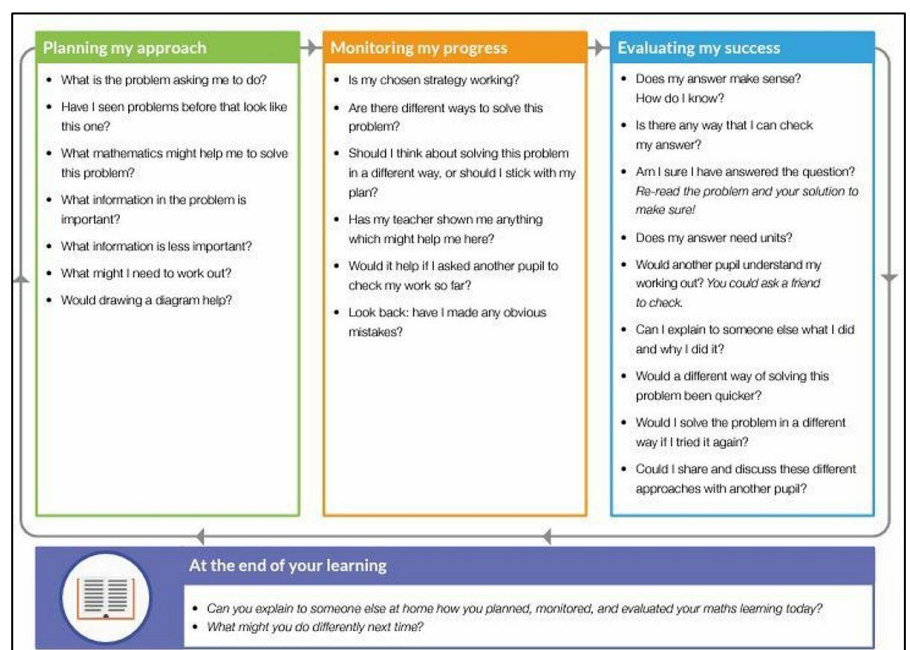 Planning my approach
• What is the problem asking me to do?
• Have I seen problems before that look like
this one?
• What mathematics might help me to solve
this problem?
• What information in the problem is
important?
• What information is less important?
• What might I need to work out?
• Would drawing a diagram help?
Monitoring my progress
• Is my chosen strategy working?
• Are there different ways to solve this
problem?
• Should I think about solving this problem
in a different way, or should I stick with my
plan?
• Has my teacher shown me anything
which might help me here?
• Would it help if I asked another pupil to
check my work so far?
• Look back: have I made any obvious
mistakes?
Evaluating my success
• Does my answer make sense?
How do I know?
• Is there any way that I can check
my answer?
• Am I sure I have answered the question?
Re-read the problem and your solution to
make sure!
• Does my answer need units?
• Would another pupil understand my
working out? You could ask a friend
to check.
• Can I explain to someone else what I did
and why I did it?
• Would a different way of solving this
problem been quicker?
• Would I solve the problem in a different
way if I tried it again?
• Could I share and discuss these different
approaches with another pupil?
At the end of your learning
• Can you explain to someone else at home how you planned, monitored, and evaluated your maths learning today?
• What might you do differently next time?